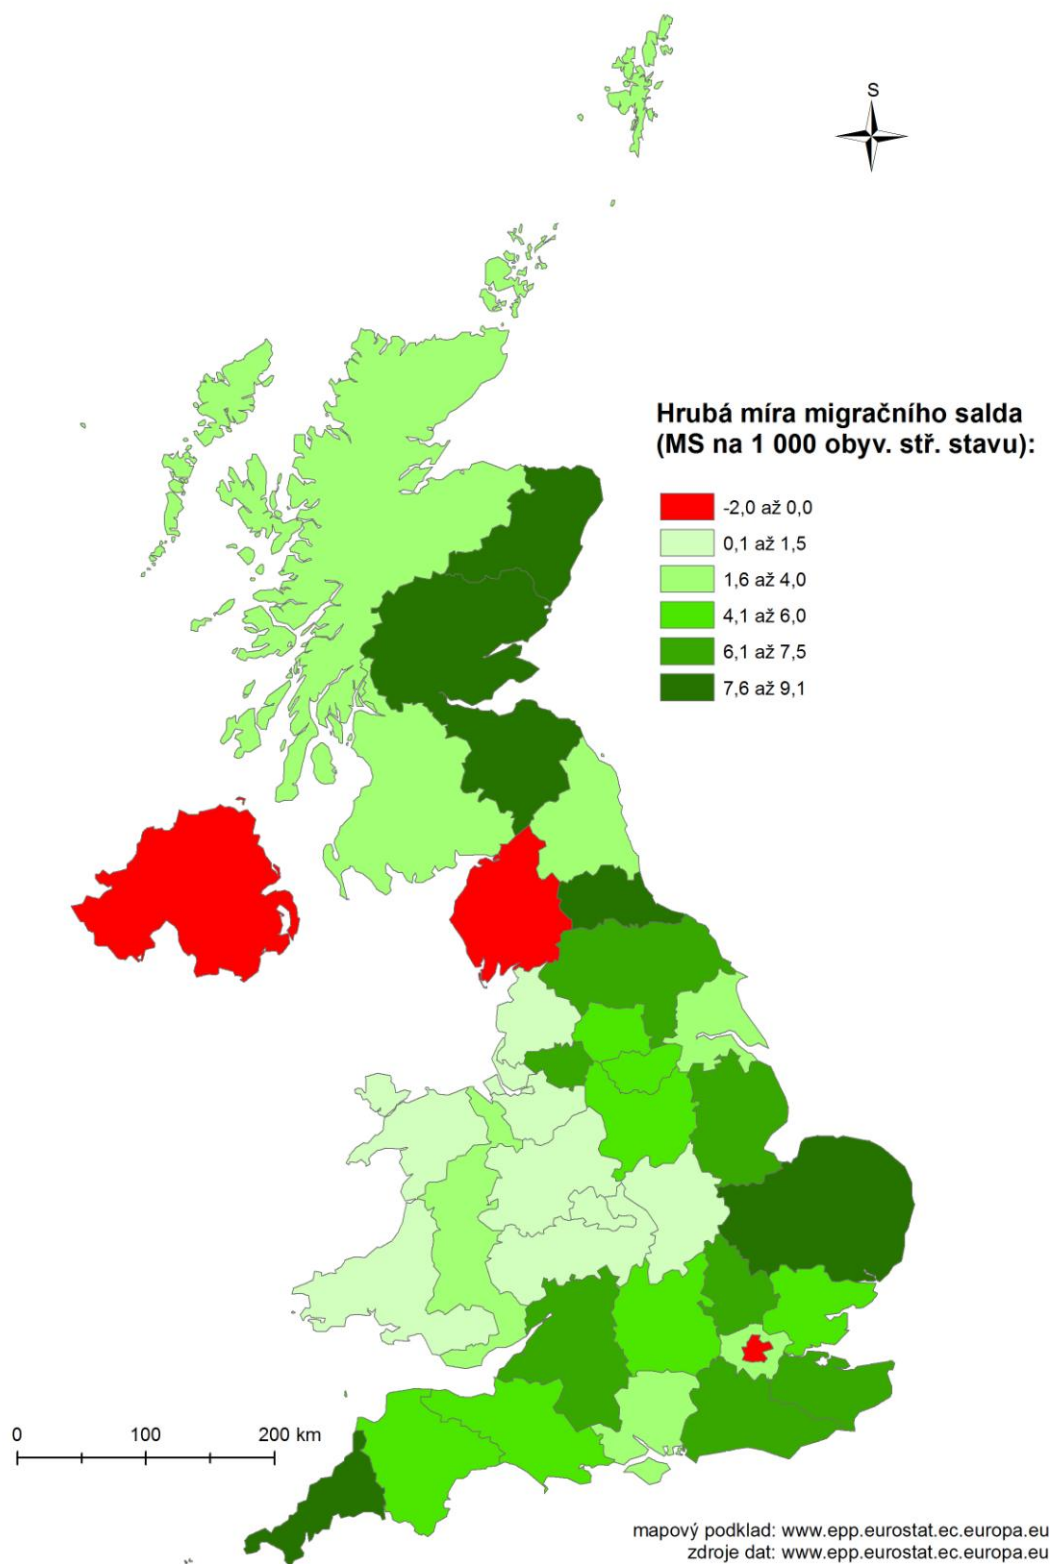 S
Hrubá míra migračního salda
(MS na 1 000 obyv. stř. stavu):
-2,0 až 0,0
0,1 až 1,5
1,6 až 4,0
4,1 až 6,0
6,1 až 7,5
7,6 až 9,1
0 100 200 km
mapový podklad: www.epp.eurostat.ec.europa.eu
zdroje dat: www.epp.eurostat.ec.europa.eu